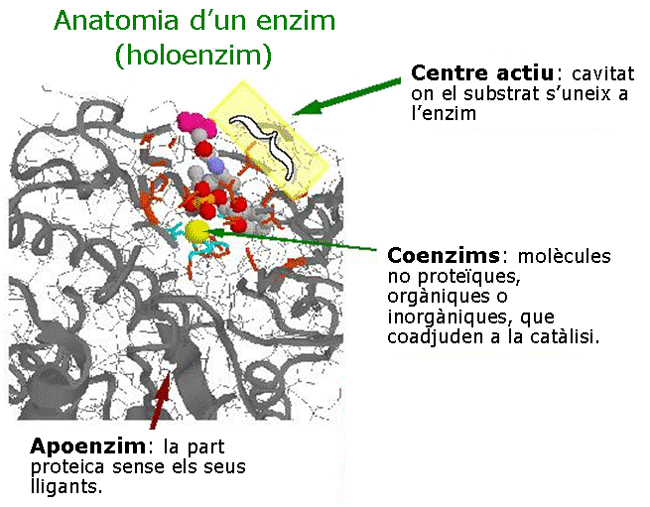 Anatomia d'un enzim
(holoenzim)
Centre actiu: cavitat
on el substrat s'uneix a
l'enzim
Coenzims: molècules
no proteïques,
orgàniques o
inorgàniques, que
coadjuden a la catàlisi.
Apoenzim: la part
proteica sense els seus
lligants.